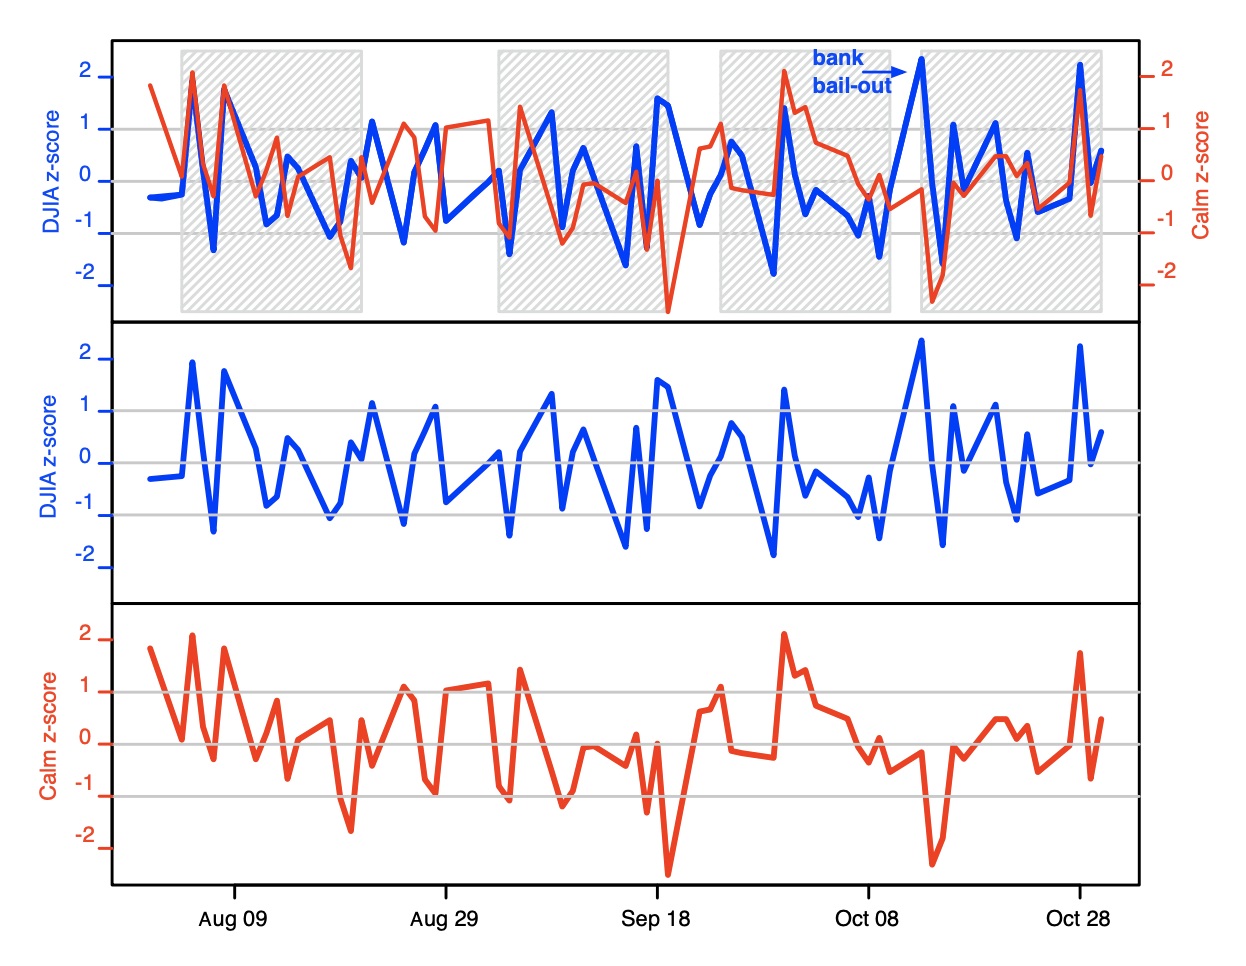 bank
bail-out
DJIA z-score
2
1
0
-1
-2
Calm z-score
2
1
0
-1
-2
DJIA z-score
2
1
0
-1
-2
Calm z-score
2
1
0
-1
-2
Aug 09
Aug 29
Sep 18
Oct 08
Oct 28